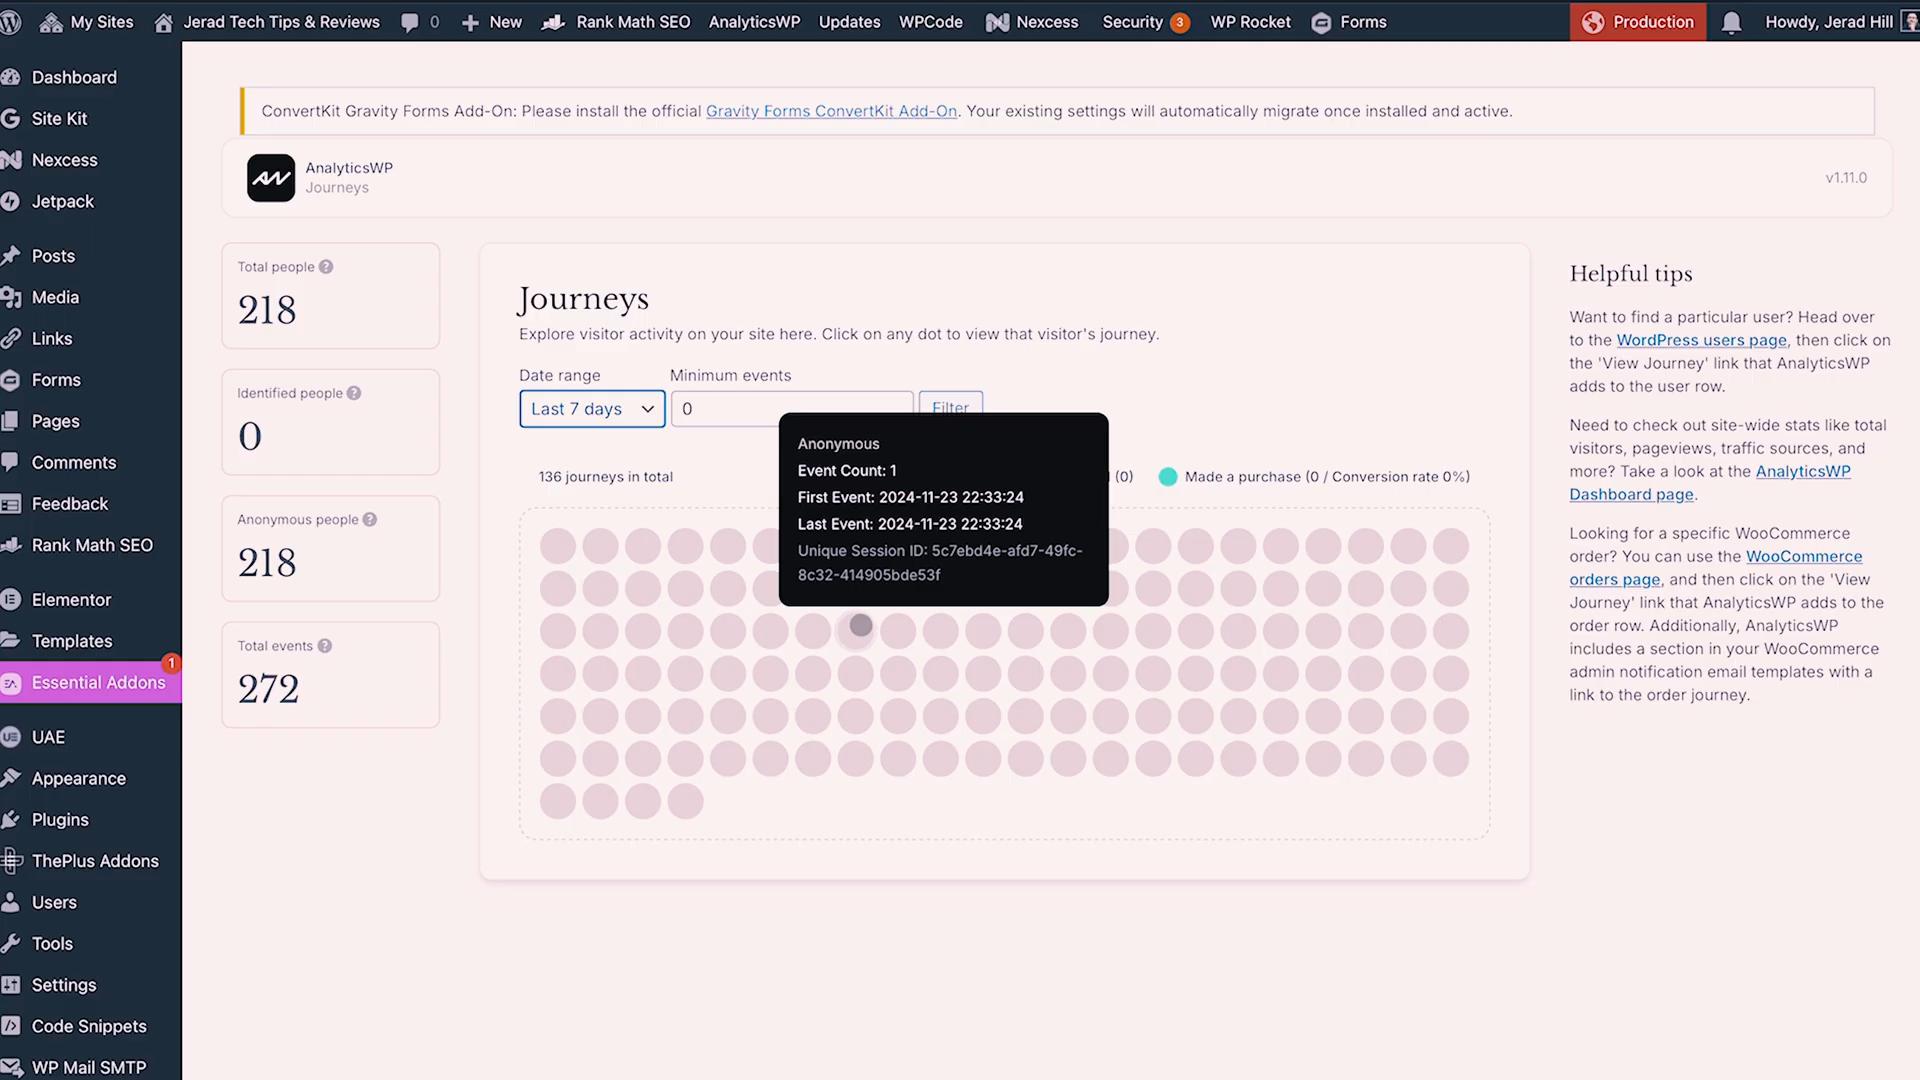 My Sites
Jerad Tech Tips & Reviews
0
New
Rank Math SEO
AnalyticsWP
Updates
WPCode
Nexcess
Security 3
WP Rocket
Forms
Production
Howdy, Jerad Hill
Dashboard
Site Kit
Nexcess
Jetpack
Posts
Media
Links
Forms
Pages
Comments
Feedback
Rank Math SEO
Elementor
Templates
Essential Addons
1
UAE
Appearance
Plugins
ThePlus Addons
Users
Tools
Settings
Code Snippets
WP Mail SMTP
ConvertKit Gravity Forms Add-On: Please install the official Gravity Forms ConvertKit Add-On. Your existing settings will automatically migrate once installed and active.
AnalyticsWP
Journeys
v1.11.0
Total people ?
218
Identified people ?
0
Anonymous people ?
218
Total events ?
272
Journeys
Explore visitor activity on your site here. Click on any dot to view that visitor's journey.
Date range
Minimum events
Last 7 days
0
Filter
136 journeys in total
(0)
Made a purchase (0 / Conversion rate 0%)
Anonymous
Event Count: 1
First Event: 2024-11-23 22:33:24
Last Event: 2024-11-23 22:33:24
Unique Session ID: 5c7ebd4e-afd7-49fc-
8c32-414905bde53f
Helpful tips
Want to find a particular user? Head over
to the WordPress users page, then click on
the 'View Journey' link that AnalyticsWP
adds to the user row.
Need to check out site-wide stats like total
visitors, pageviews, traffic sources, and
more? Take a look at the AnalyticsWP
Dashboard page.
Looking for a specific WooCommerce
order? You can use the WooCommerce
orders page, and then click on the 'View
Journey' link that AnalyticsWP adds to the
order row. Additionally, AnalyticsWP
includes a section in your WooCommerce
admin notification email templates with a
link to the order journey.